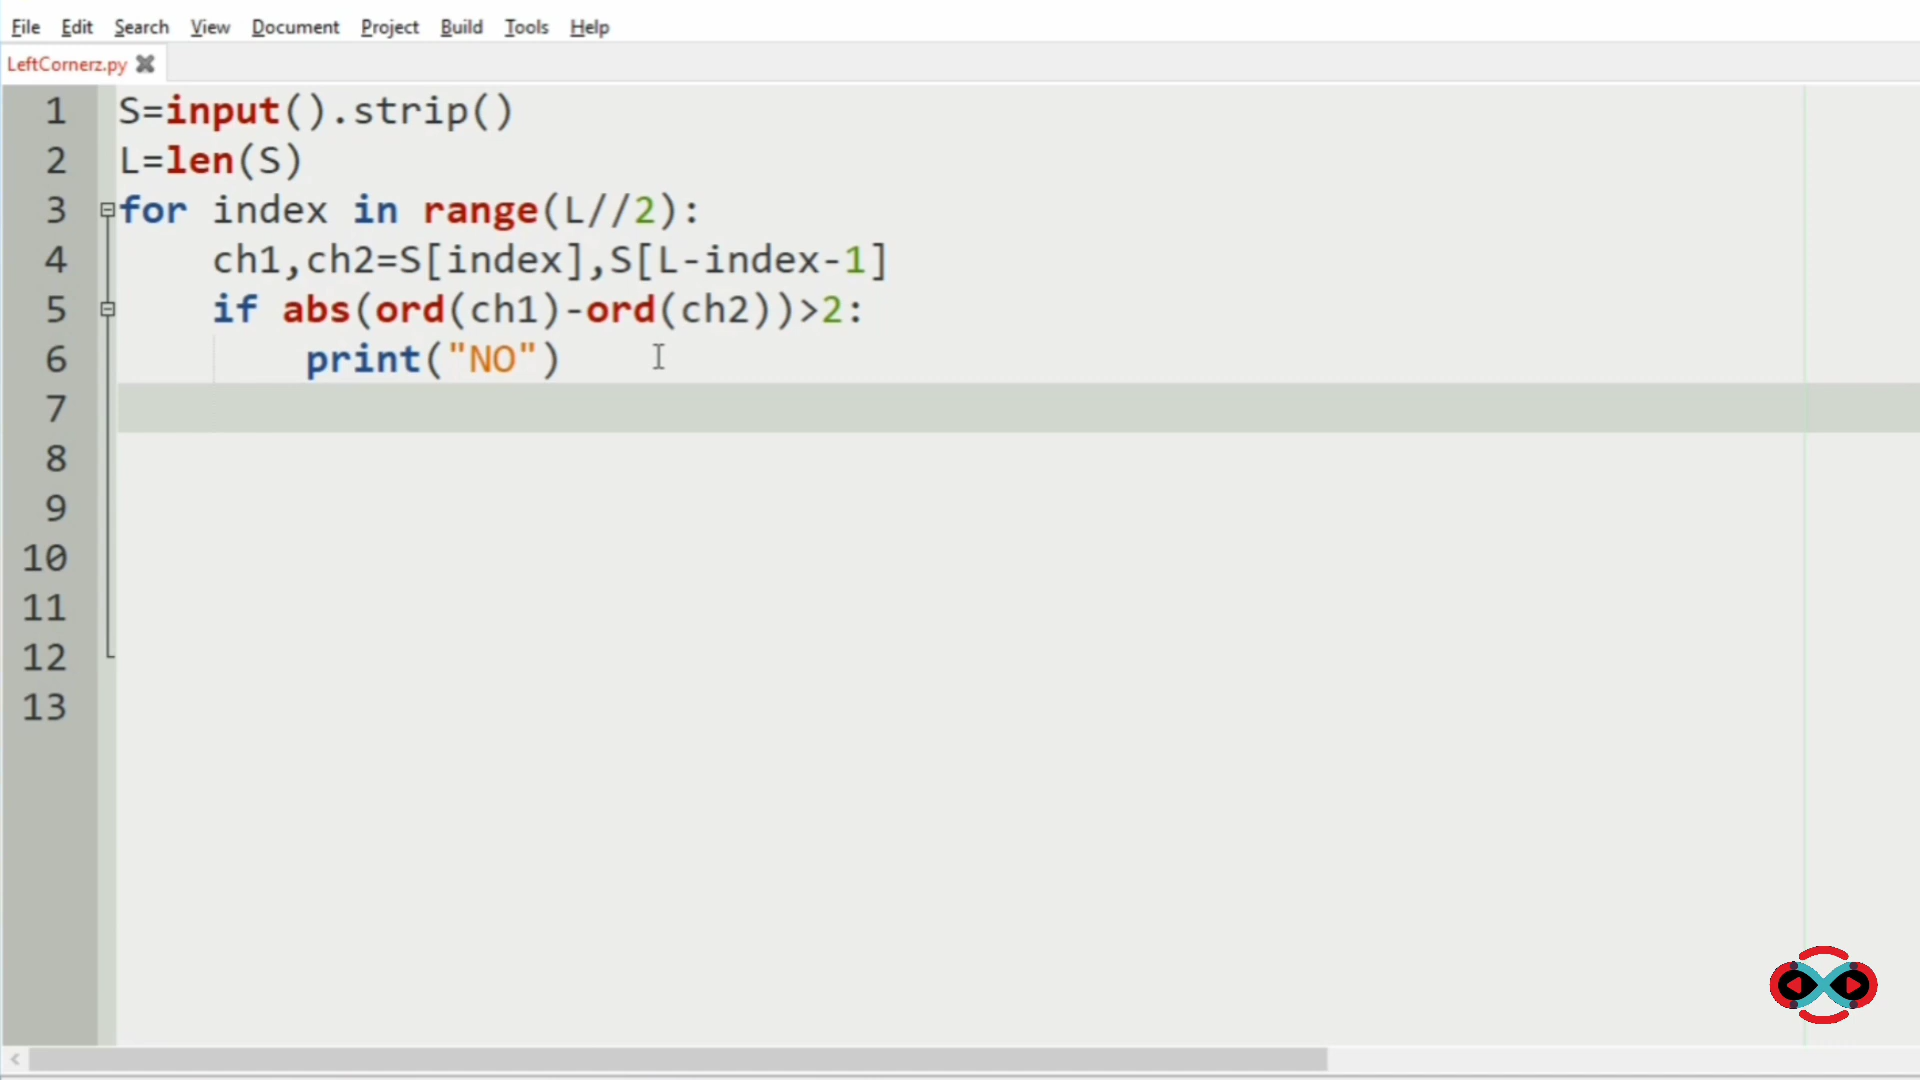 File Edit Search View Document Project Build Tools Help
LeftCornerz.py
1 S=input().strip()
2 L=len(S)
3 for index in range(L//2):
4     ch1,ch2=S[index],S[L-index-1]
5     if abs(ord(ch1)-ord(ch2))>2:
6         print("NO")
7
8
9
10
11
12
13